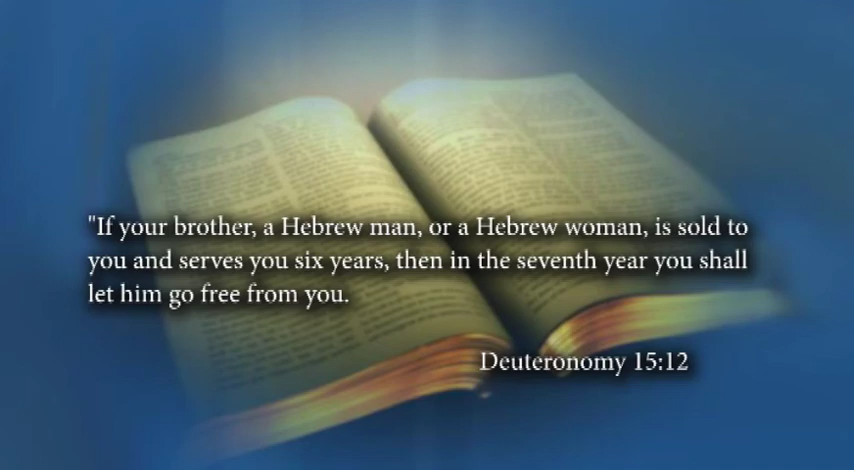 "If your brother, a Hebrew man, or a Hebrew woman, is sold to
you and serves you six years, then in the seventh year you shall
let him go free from you.
Deuteronomy 15:12